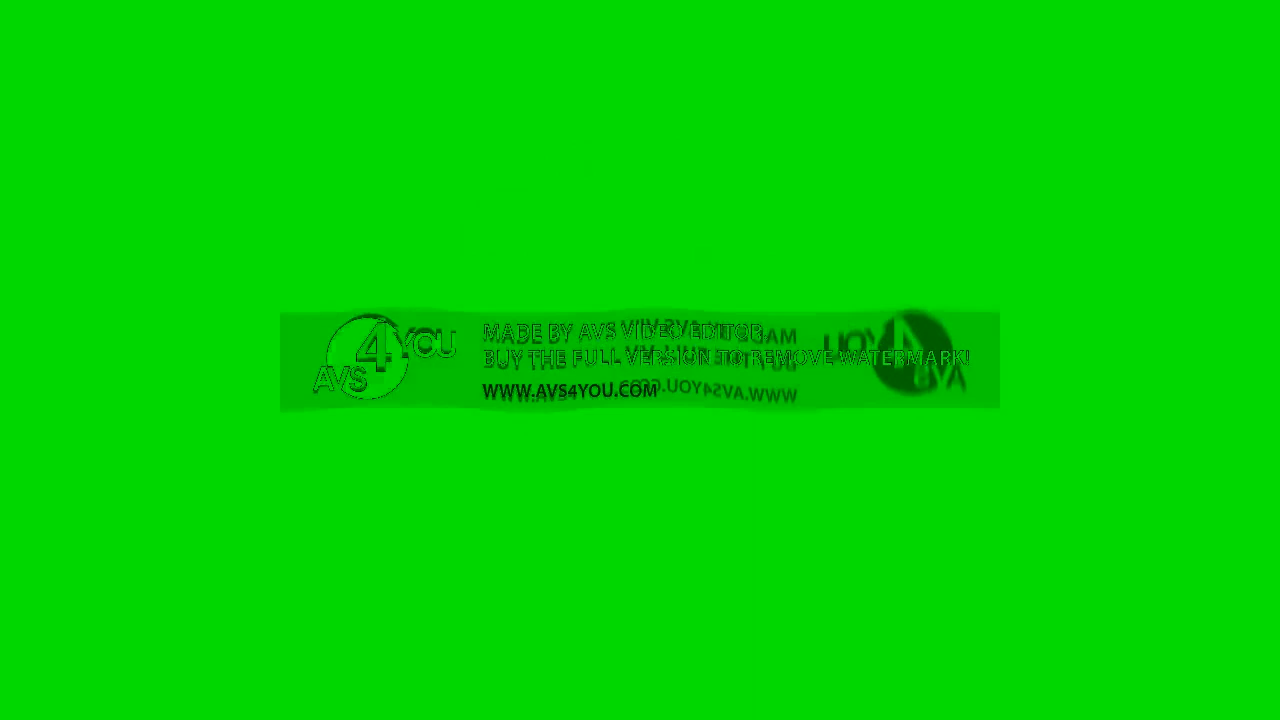 AVS4YOU
MADE BY AVS VIDEO EDITOR.
BUY THE FULL VERSION TO REMOVE WATERMARK!
WWW.AVS4YOU.COM